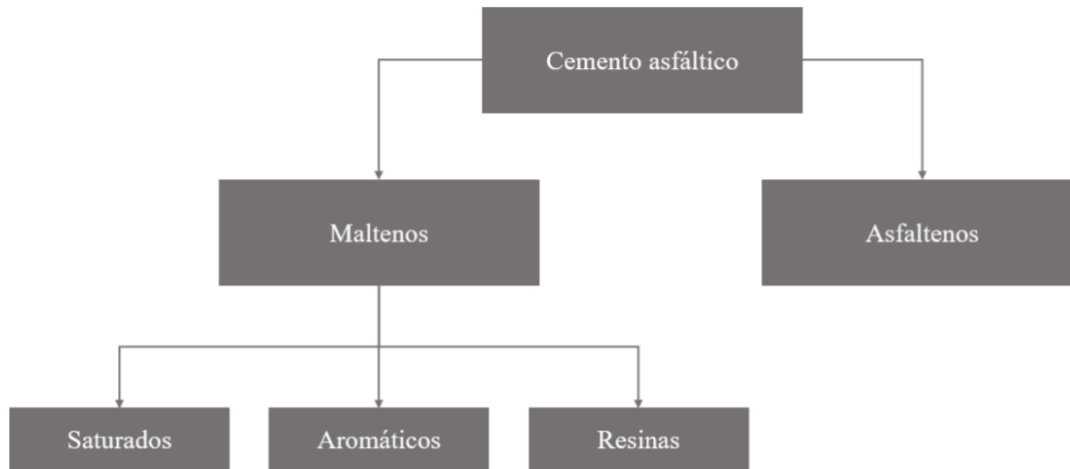 Cemento asfáltico
Maltenos
Asfaltenos
Saturados
Aromáticos
Resinas